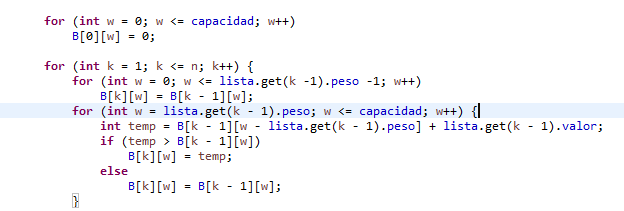 for (int w = 0; w <= capacidad; w++)
B[0][w] = 0;
for (int k = 1; k <= n; k++) {
for (int w = 0; w <= lista.get(k -1).peso -1; w++)
B[k][w] = B[k - 1][w];
for (int w = lista.get(k - 1).peso; w <= capacidad; w++) {
int temp = B[k - 1][w - lista.get(k - 1).peso] + lista.get(k - 1).valor;
if (temp > B[k - 1][w])
B[k][w] = temp;
else
B[k][w] = B[k - 1][w];
}